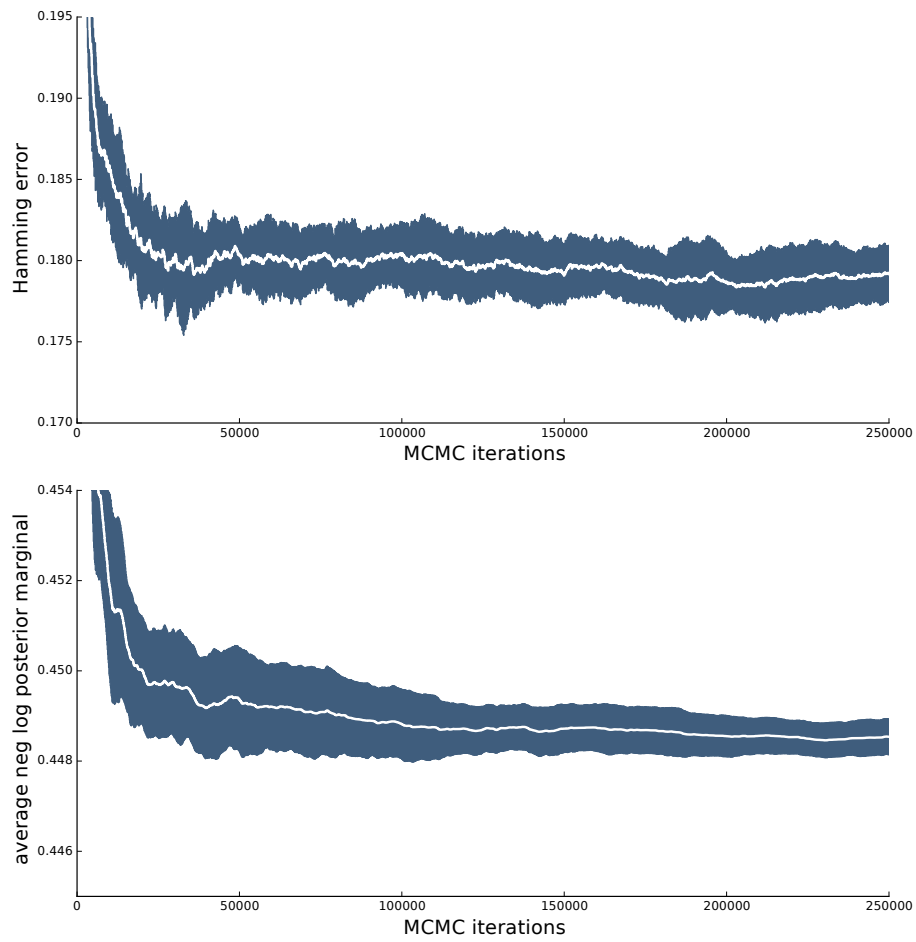 Hamming error
0.195
0.190
0.185
0.180
0.175
0.170
0 50000 100000 150000 200000 250000
MCMC iterations
average neg log posterior marginal
0.454
0.452
0.450
0.448
0.446
0 50000 100000 150000 200000 250000
MCMC iterations